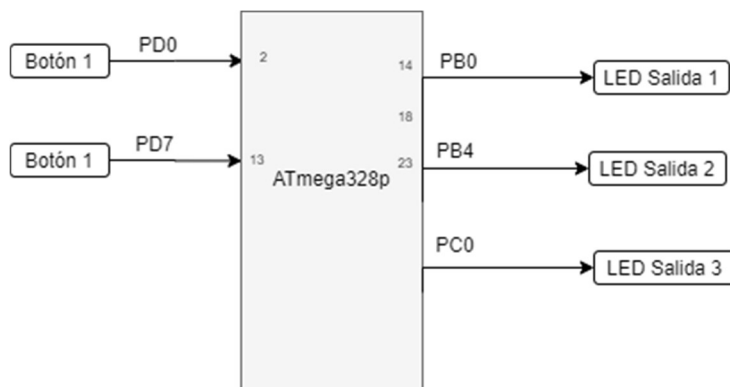 PD0
Botón 1
2
14
PB0
LED Salida 1
18
PD7
Botón 1
13
ATmega328p
23
PB4
LED Salida 2
PC0
LED Salida 3